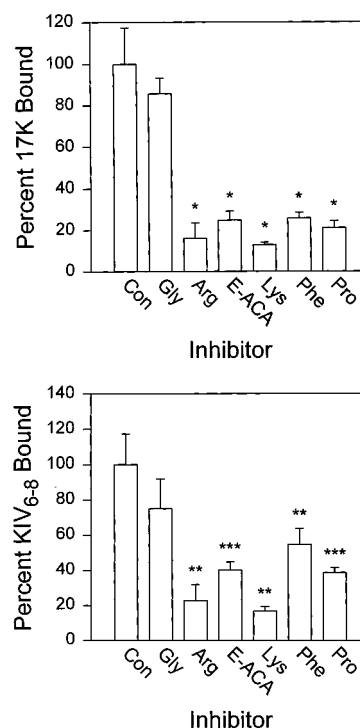 Percent 17K Bound
120
100
80
60
40
20
0
* * * * *
Con Gly Arg E-ACA Lys Phe Pro
Inhibitor
Percent KIV6-8 Bound
140
120
100
80
60
40
20
0
** *** ** ** ***
Con Gly Arg E-ACA Lys Phe Pro
Inhibitor